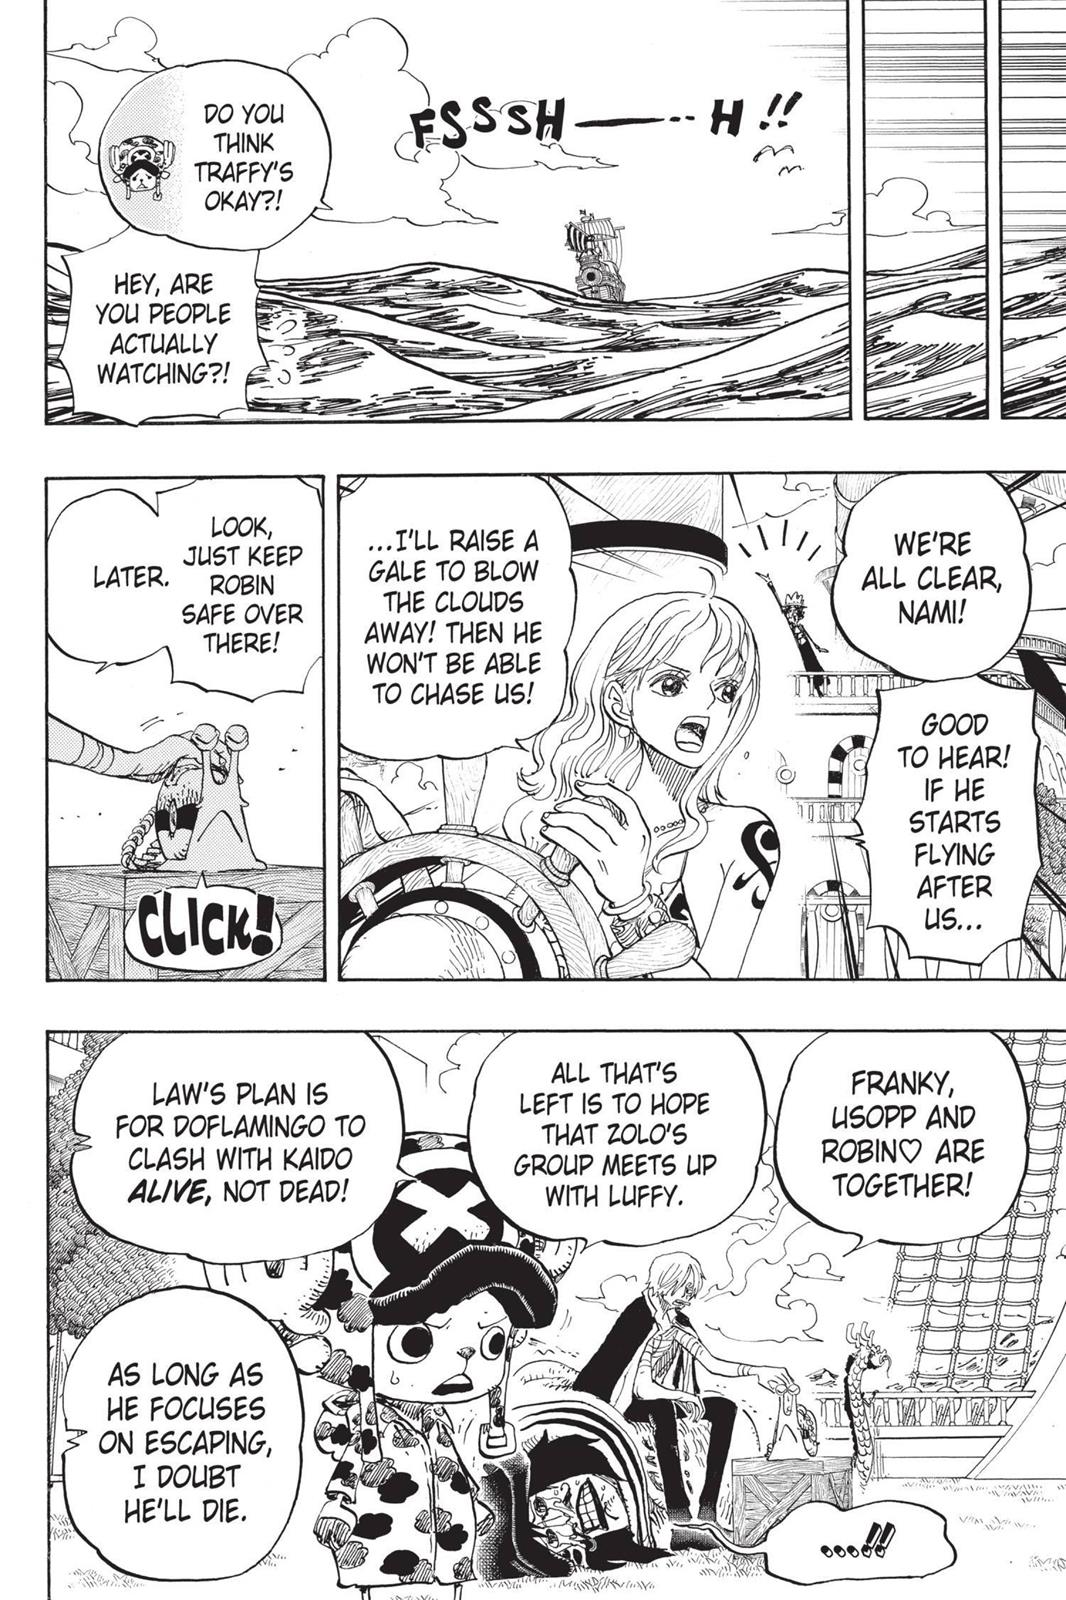 FSSSH——··H!!
DO YOU
THINK
TRAFFY'S
OKAY?!
HEY, ARE
YOU PEOPLE
ACTUALLY
WATCHING?!
WE'RE
ALL CLEAR,
NAMI!
GOOD
TO HEAR!
IF HE
STARTS
FLYING
AFTER
US...
...I'LL RAISE A
GALE TO BLOW
THE CLOUDS
AWAY! THEN HE
WON'T BE ABLE
TO CHASE US!
LOOK,
JUST KEEP
ROBIN
SAFE OVER
THERE!
LATER.
CLICK!
FRANKY,
USOPP AND
ROBIN♡ ARE
TOGETHER!
ALL THAT'S
LEFT IS TO HOPE
THAT ZOLO'S
GROUP MEETS UP
WITH LUFFY.
LAW'S PLAN IS
FOR DOFLAMINGO TO
CLASH WITH KAIDO
ALIVE, NOT DEAD!
AS LONG AS
HE FOCUSES
ON ESCAPING,
I DOUBT
HE'LL DIE.
...!!